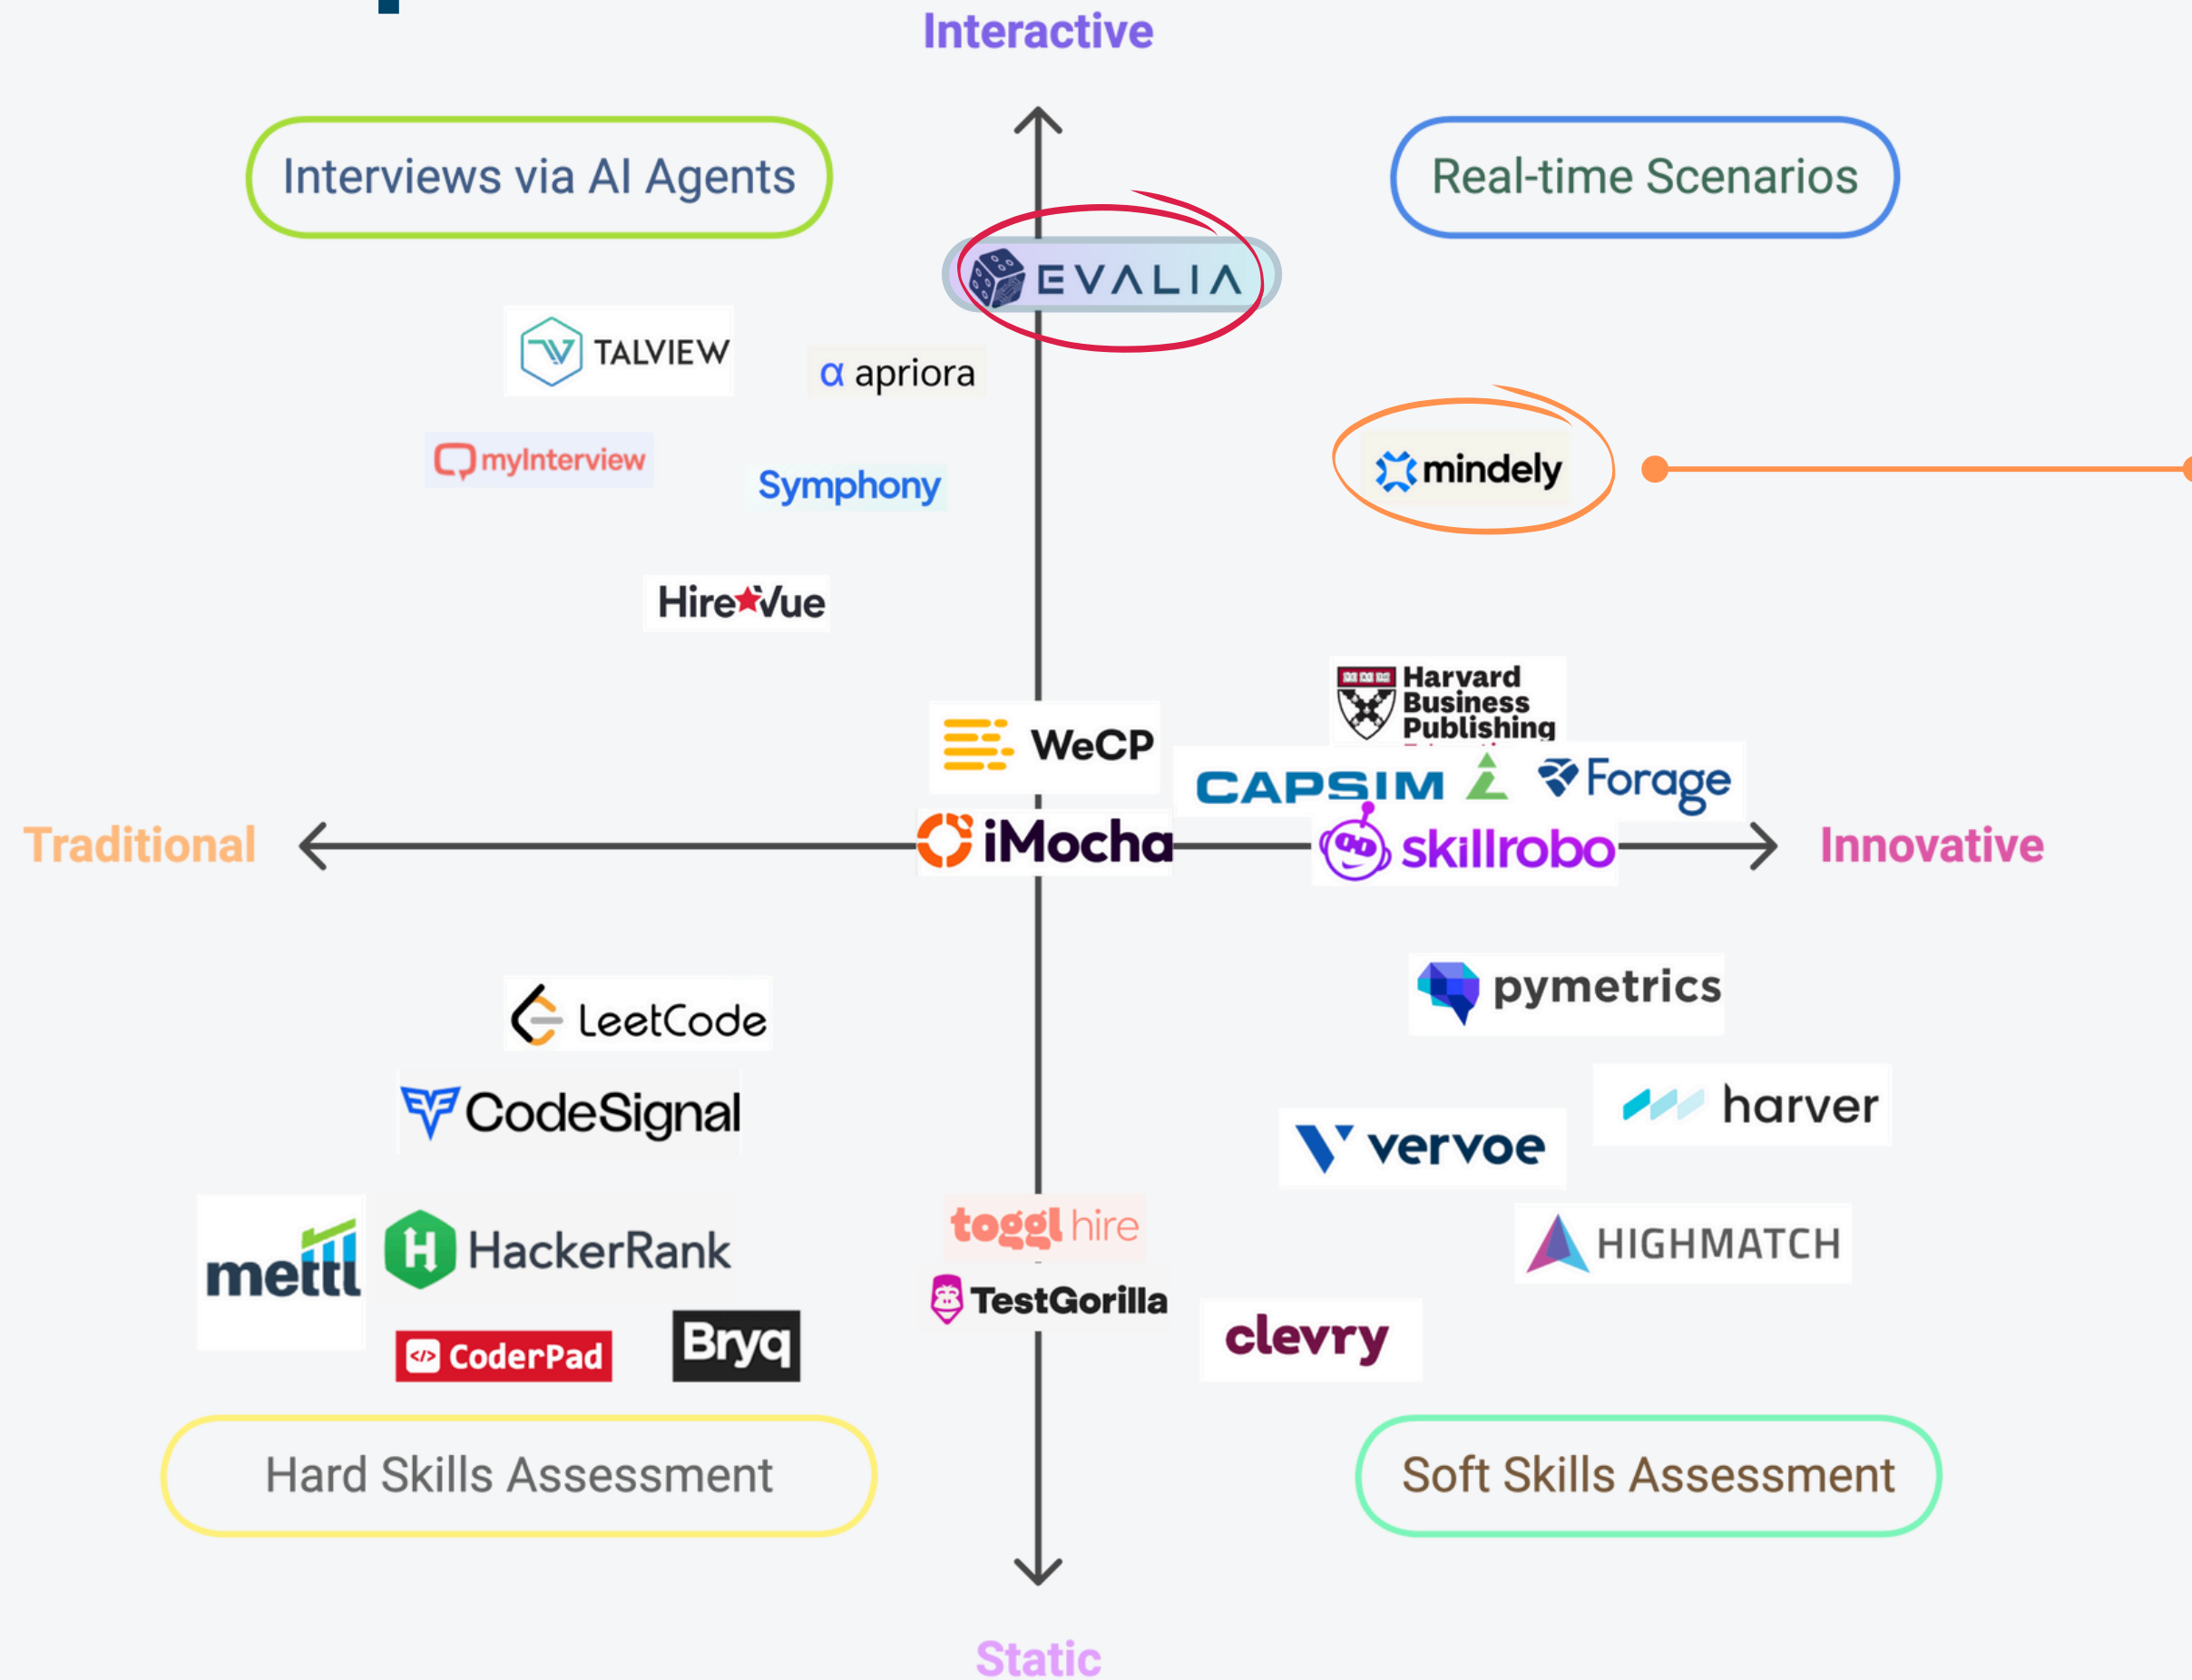 Interactive
Interviews via AI Agents
Real-time Scenarios
EVALIA
TALVIEW
α apriora
myInterview
Symphony
mindely
Hire Vue
Harvard
Business
Publishing
WeCP
CAPSIM
Forage
Traditional
iMocha
skillrobo
Innovative
LeetCode
pymetrics
CodeSignal
harver
vervoe
mettl
HackerRank
toggl hire
HIGHMATCH
TestGorilla
CoderPad
Bryq
clevry
Hard Skills Assessment
Soft Skills Assessment
Static